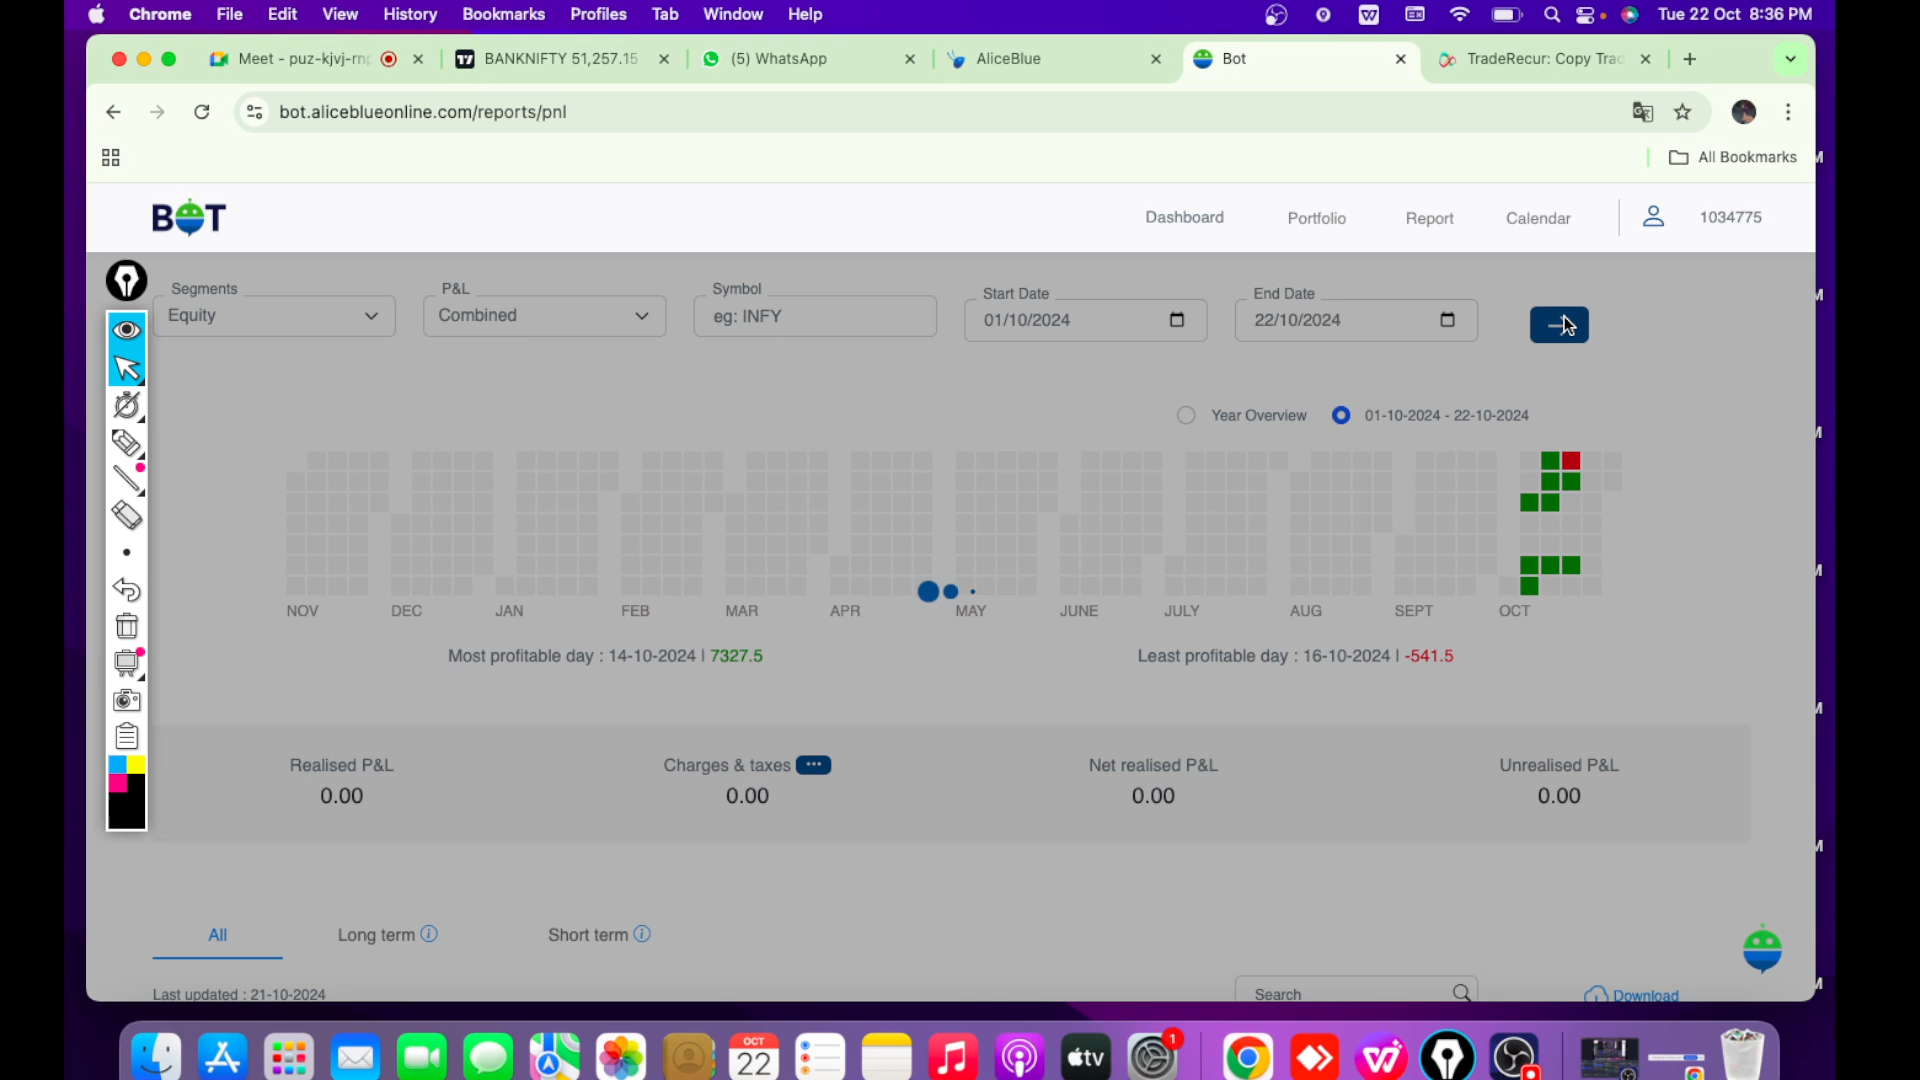 Chrome File Edit View History Bookmarks Profiles Tab Window Help Tue 22 Oct 8:36 PM
Meet - puz-kjvj-rnp BANKNIFTY 51,257.15 (5) WhatsApp AliceBlue Bot TradeRecur: Copy Trad
bot.aliceblueonline.com/reports/pnl
All Bookmarks
BOT Dashboard Portfolio Report Calendar 1034775
Segments P&L Symbol Start Date End Date
Equity Combined eg: INFY 01/10/2024 22/10/2024
Year Overview 01-10-2024 - 22-10-2024
NOV DEC JAN FEB MAR APR MAY JUNE JULY AUG SEPT OCT
Most profitable day : 14-10-2024 | 7327.5 Least profitable day : 16-10-2024 | -541.5
Realised P&L Charges & taxes Net realised P&L Unrealised P&L
0.00 0.00 0.00 0.00
All Long term Short term
Last updated : 21-10-2024 Search Download
OCT
22
tv
1